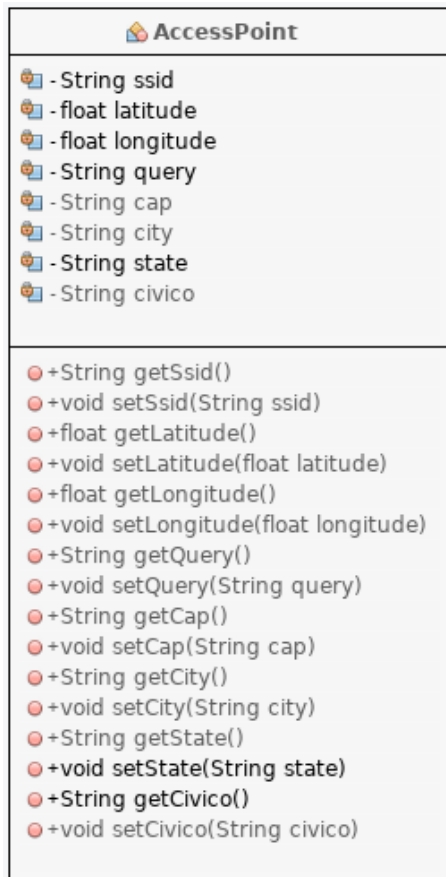 AccessPoint
-String ssid
-float latitude
-float longitude
-String query
-String cap
-String city
-String state
-String civico
+String getSsid()
+void setSsid(String ssid)
+float getLatitude()
+void setLatitude(float latitude)
+float getLongitude()
+void setLongitude(float longitude)
+String getQuery()
+void setQuery(String query)
+String getCap()
+void setCap(String cap)
+String getCity()
+void setCity(String city)
+String getState()
+void setState(String state)
+String getCivico()
+void setCivico(String civico)